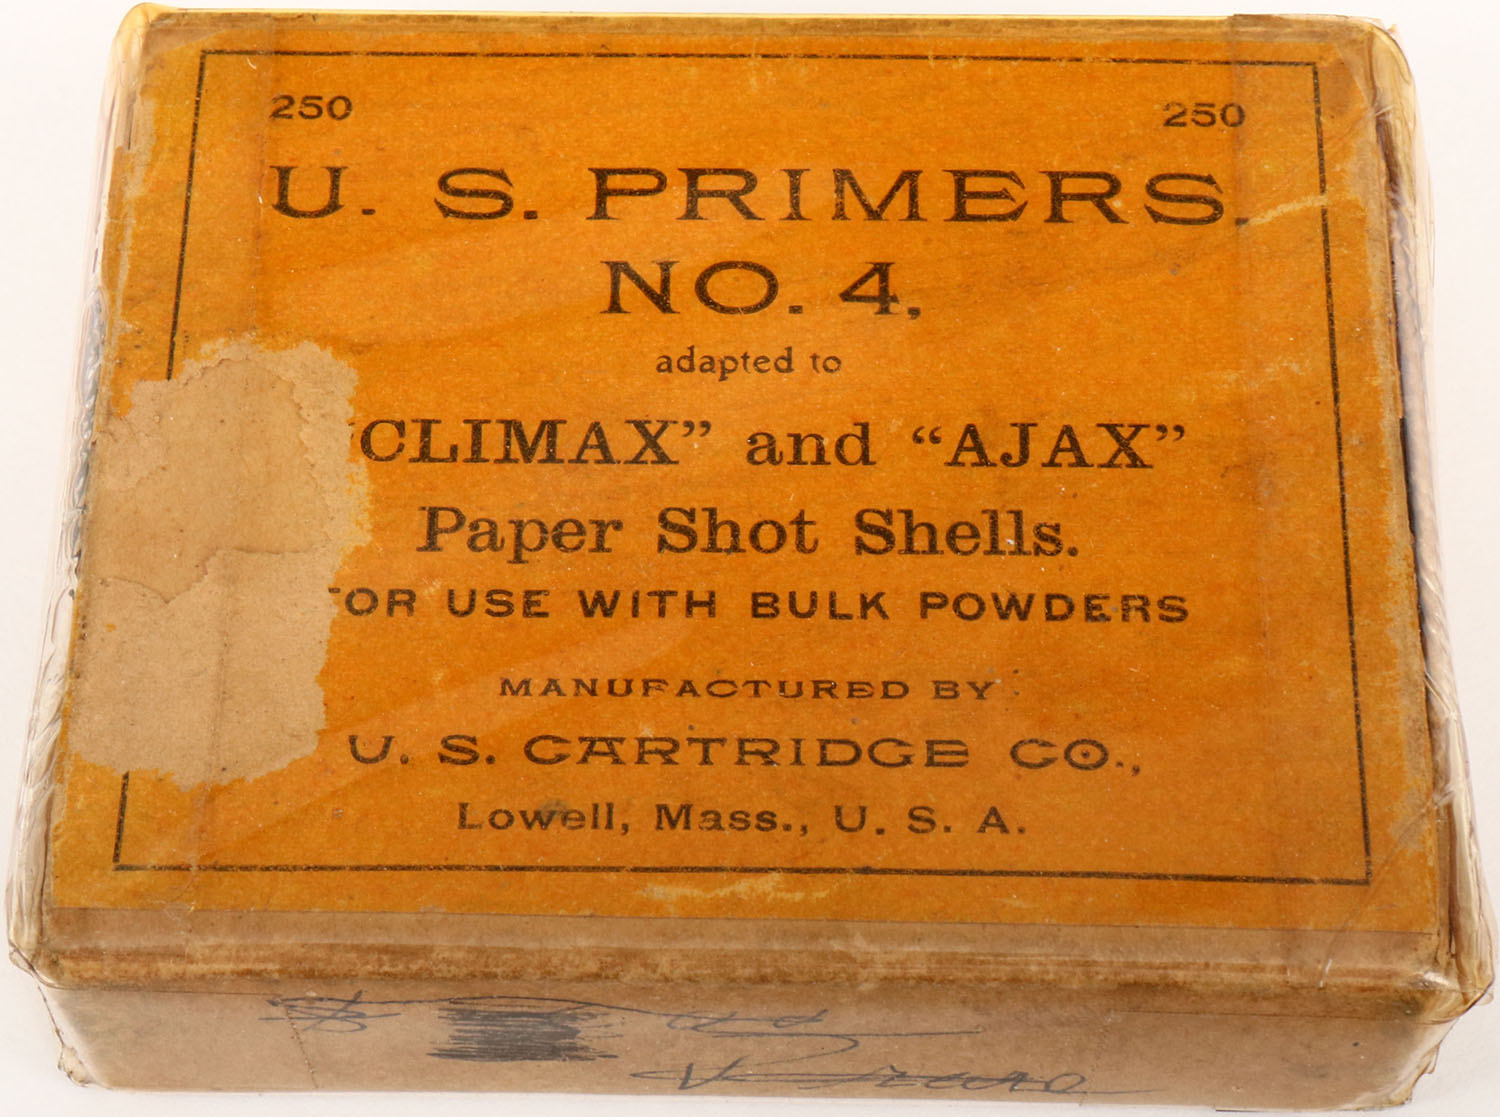 250 250
U. S. PRIMERS.
NO. 4,
adapted to
"CLIMAX" and "AJAX"
Paper Shot Shells.
OR USE WITH BULK POWDERS
MANUFACTURED BY
U. S. CARTRIDGE CO.,
Lowell, Mass., U. S. A.